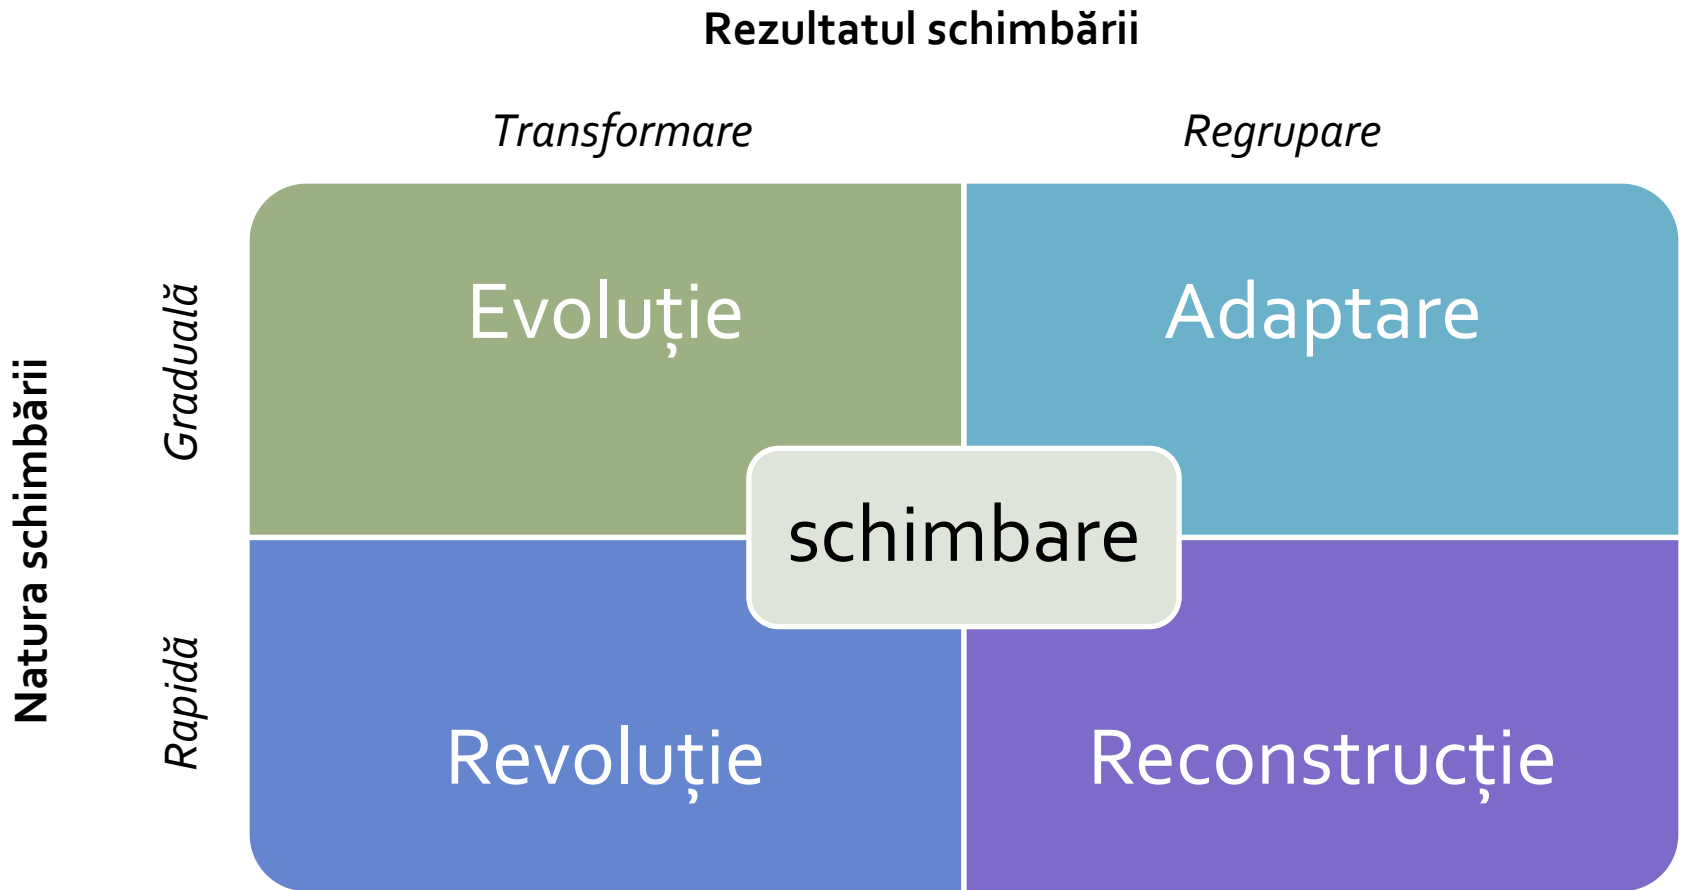 Rezultatul schimbării
Transformare
Regrupare
Natura schimbării
Graduală
Evoluție
Adaptare
schimbare
Rapidă
Revoluție
Reconstrucție